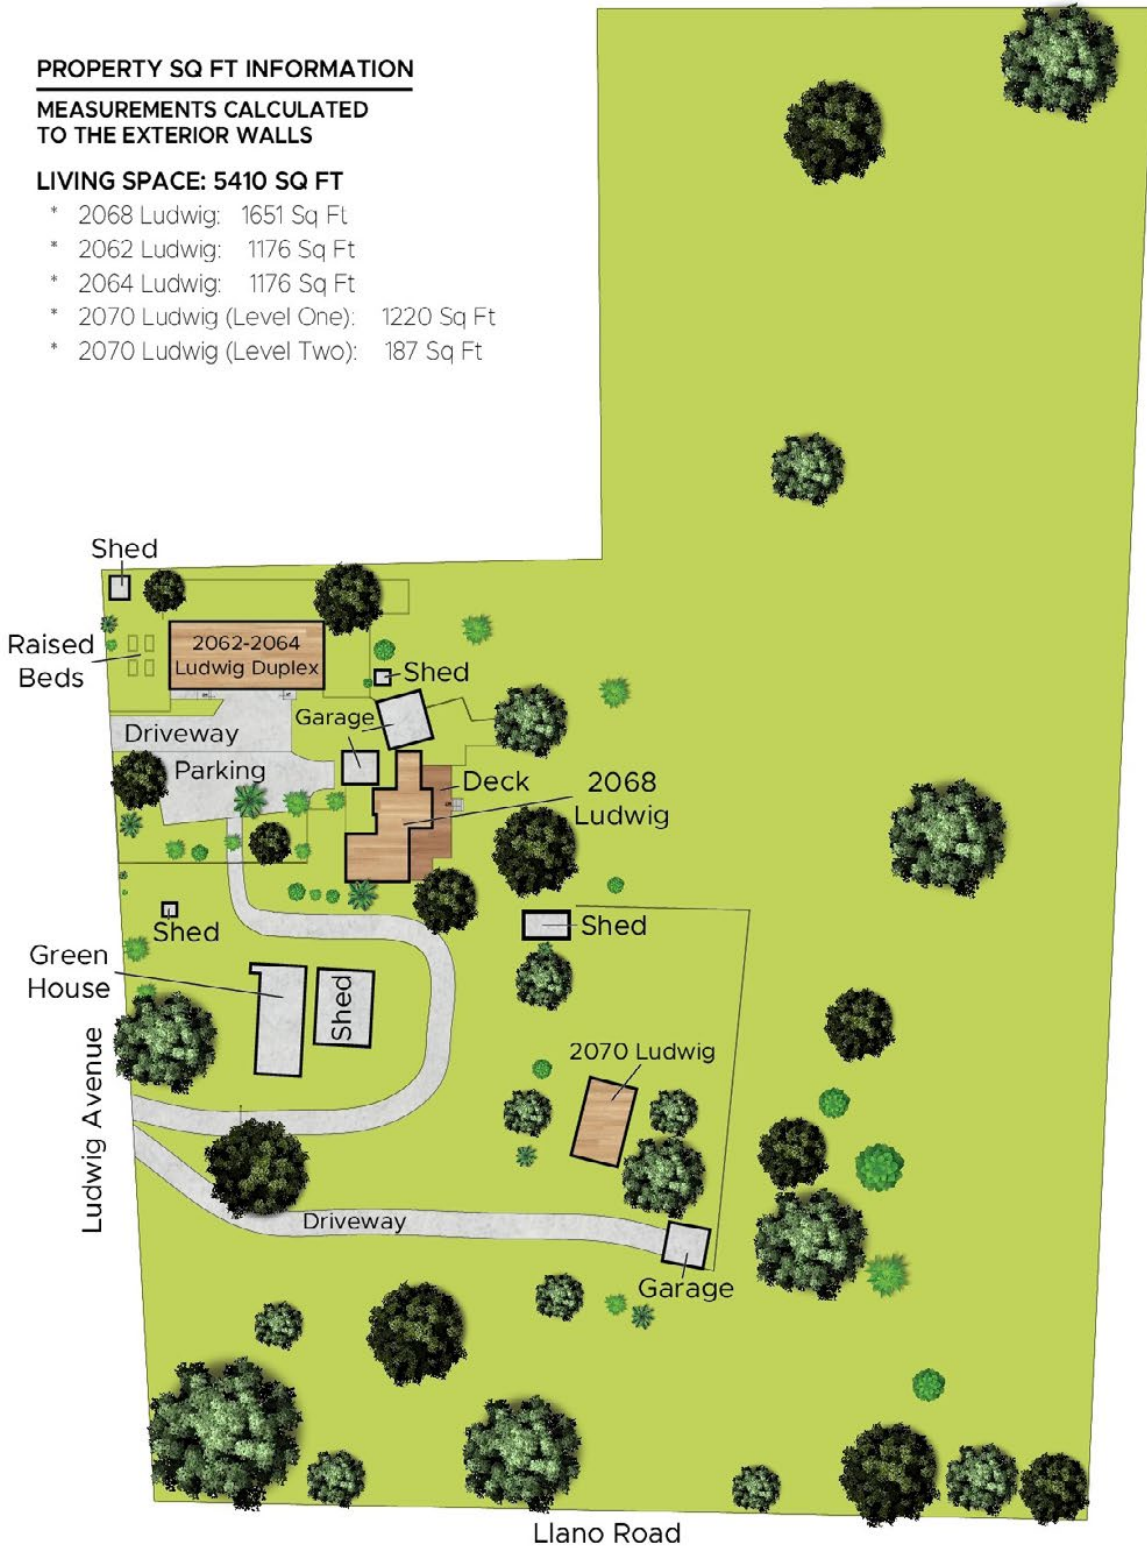 PROPERTY SQ FT INFORMATION
MEASUREMENTS CALCULATED
TO THE EXTERIOR WALLS
LIVING SPACE: 5410 SQ FT
* 2068 Ludwig: 1651 Sq Ft
* 2062 Ludwig: 1176 Sq Ft
* 2064 Ludwig: 1176 Sq Ft
* 2070 Ludwig (Level One): 1220 Sq Ft
* 2070 Ludwig (Level Two): 187 Sq Ft
Shed
Raised
Beds
2062-2064
Ludwig Duplex
Shed
Garage
Driveway
Parking
Deck
2068
Ludwig
Shed
Shed
Green
House
Shed
Ludwig Avenue
2070 Ludwig
Driveway
Garage
Llano Road